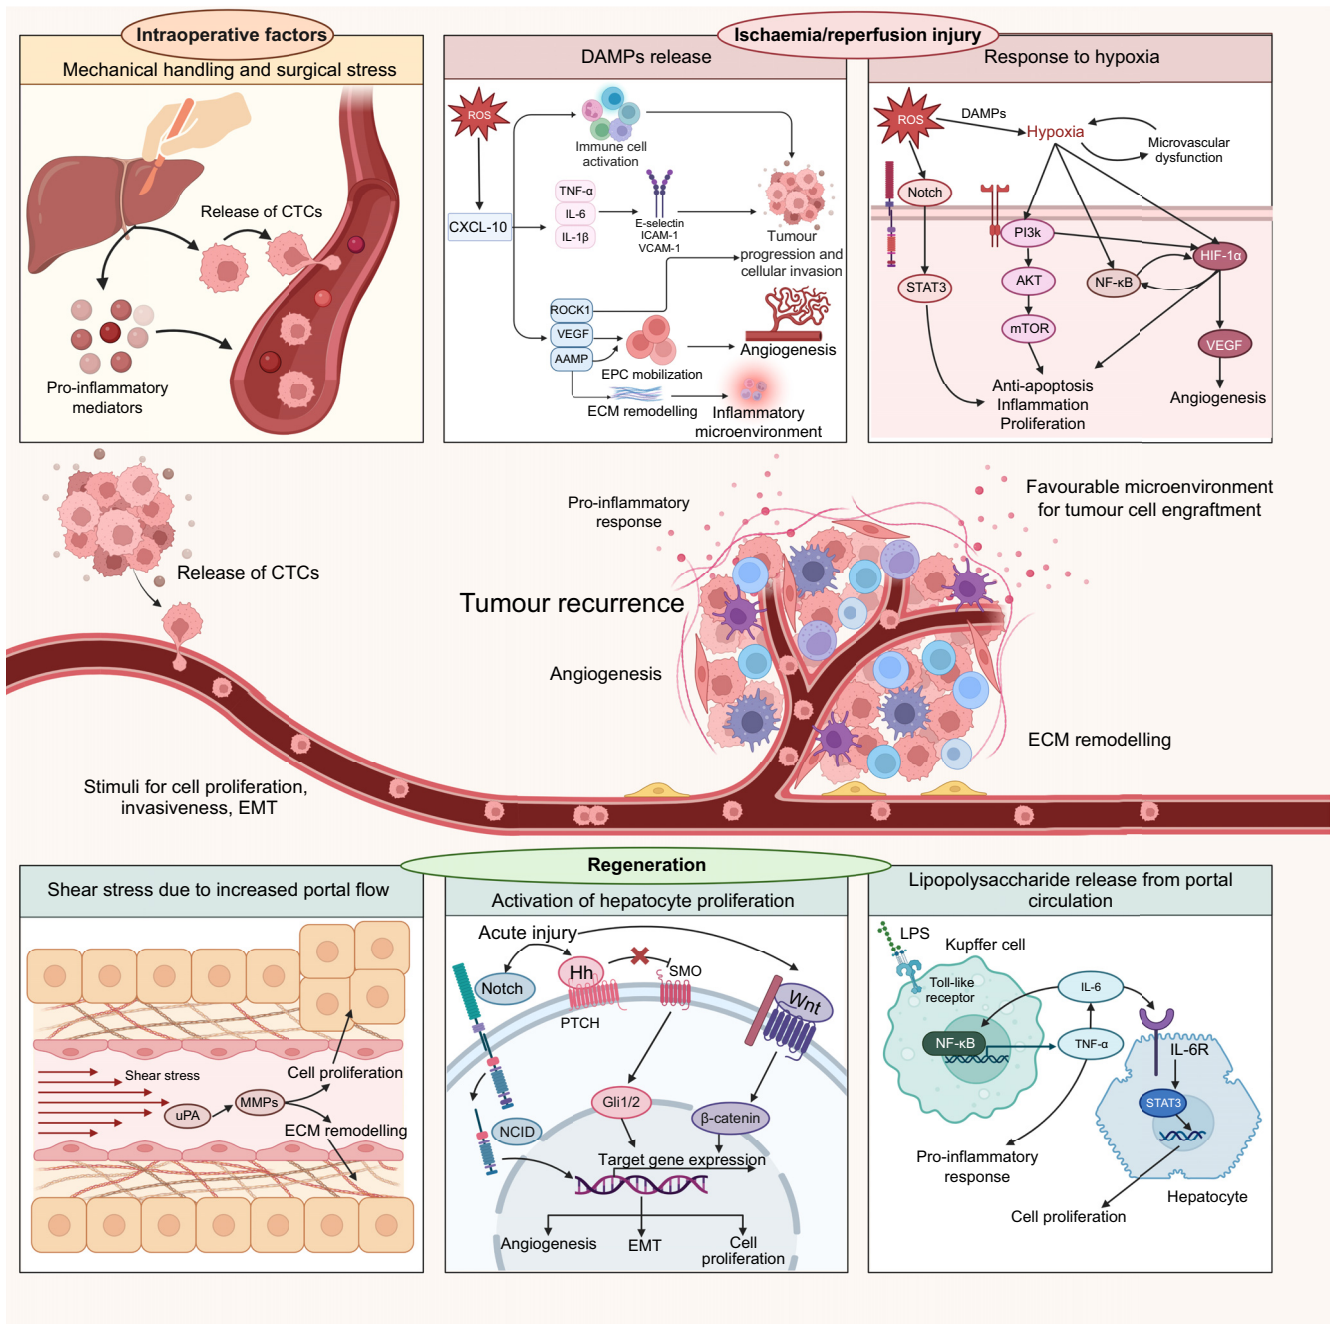 Intraoperative factors
Mechanical handling and surgical stress
Release of CTCs
Pro-inflammatory
mediators
Ischaemia/reperfusion injury
DAMPs release
ROS
CXCL-10
Immune cell
activation
TNF-α
IL-6
IL-1β
E-selectin
ICAM-1
VCAM-1
Tumour
progression and
cellular invasion
ROCK1
VEGF
AAMP
EPC mobilization
Angiogenesis
ECM remodelling
Inflammatory
microenvironment
Response to hypoxia
ROS
DAMPs
Hypoxia
Microvascular
dysfunction
Notch
PI3k
HIF-1α
STAT3
AKT
NF-κB
mTOR
VEGF
Anti-apoptosis
Inflammation
Proliferation
Angiogenesis
Release of CTCs
Pro-inflammatory
response
Favourable microenvironment
for tumour cell engraftment
Tumour recurrence
Angiogenesis
ECM remodelling
Stimuli for cell proliferation,
invasiveness, EMT
Regeneration
Shear stress due to increased portal flow
Shear stress
uPA
MMPs
Cell proliferation
ECM remodelling
Activation of hepatocyte proliferation
Acute injury
Notch
Hh
SMO
PTCH
Wnt
Gli1/2
β-catenin
NCID
Target gene expression
Angiogenesis
EMT
Cell
proliferation
Lipopolysaccharide release from portal
circulation
LPS
Kupffer cell
Toll-like
receptor
NF-κB
IL-6
TNF-α
IL-6R
STAT3
Pro-inflammatory
response
Hepatocyte
Cell proliferation